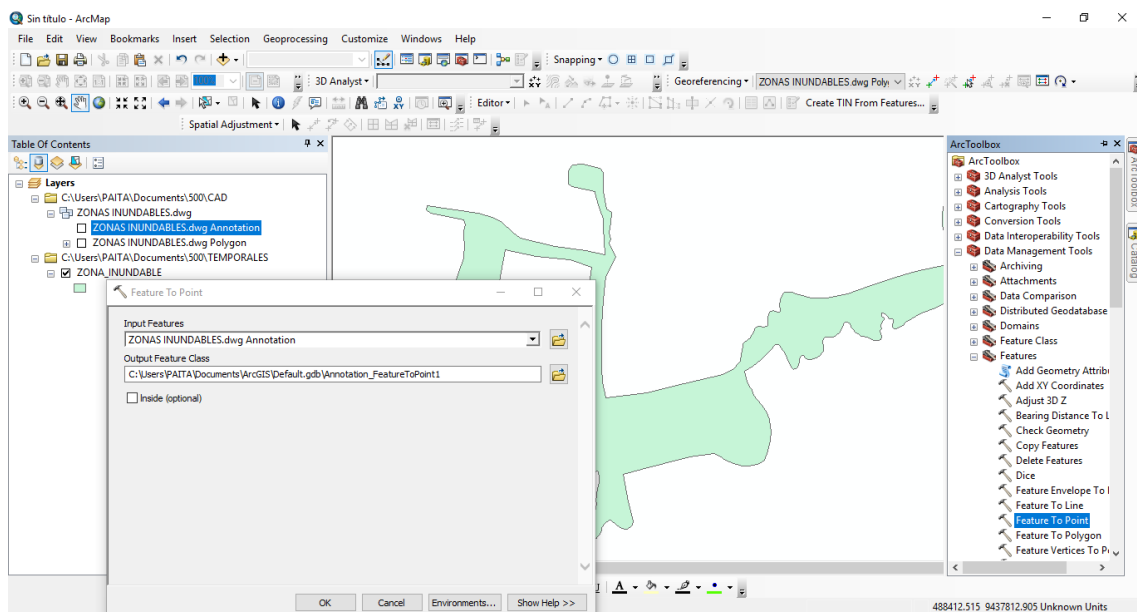 Sin título - ArcMap
File Edit View Bookmarks Insert Selection Geoprocessing Customize Windows Help
Snapping
3D Analyst Georeferencing ZONAS INUNDABLES.dwg Poly
Editor Create TIN From Features...
Spatial Adjustment
Table Of Contents
Layers
C:\Users\PAITA\Documents\500\CAD
ZONAS INUNDABLES.dwg
ZONAS INUNDABLES.dwg Annotation
ZONAS INUNDABLES.dwg Polygon
C:\Users\PAITA\Documents\500\TEMPORALES
ZONA_INUNDABLE
Feature To Point
Input Features
ZONAS INUNDABLES.dwg Annotation
Output Feature Class
C:\Users\PAITA\Documents\ArcGIS\Default.gdb\Annotation_FeatureToPoint1
Inside (optional)
OK Cancel Environments... Show Help >>
ArcToolbox
ArcToolbox
3D Analyst Tools
Analysis Tools
Cartography Tools
Conversion Tools
Data Interoperability Tools
Data Management Tools
Archiving
Attachments
Data Comparison
Distributed Geodatabase
Domains
Feature Class
Features
Add Geometry Attribu
Add XY Coordinates
Adjust 3D Z
Bearing Distance To L
Check Geometry
Copy Features
Delete Features
Dice
Feature Envelope To
Feature To Line
Feature To Point
Feature To Polygon
Feature Vertices To Po
ArcToolbox
Catalog
A
488412.515 9437812.905 Unknown Units